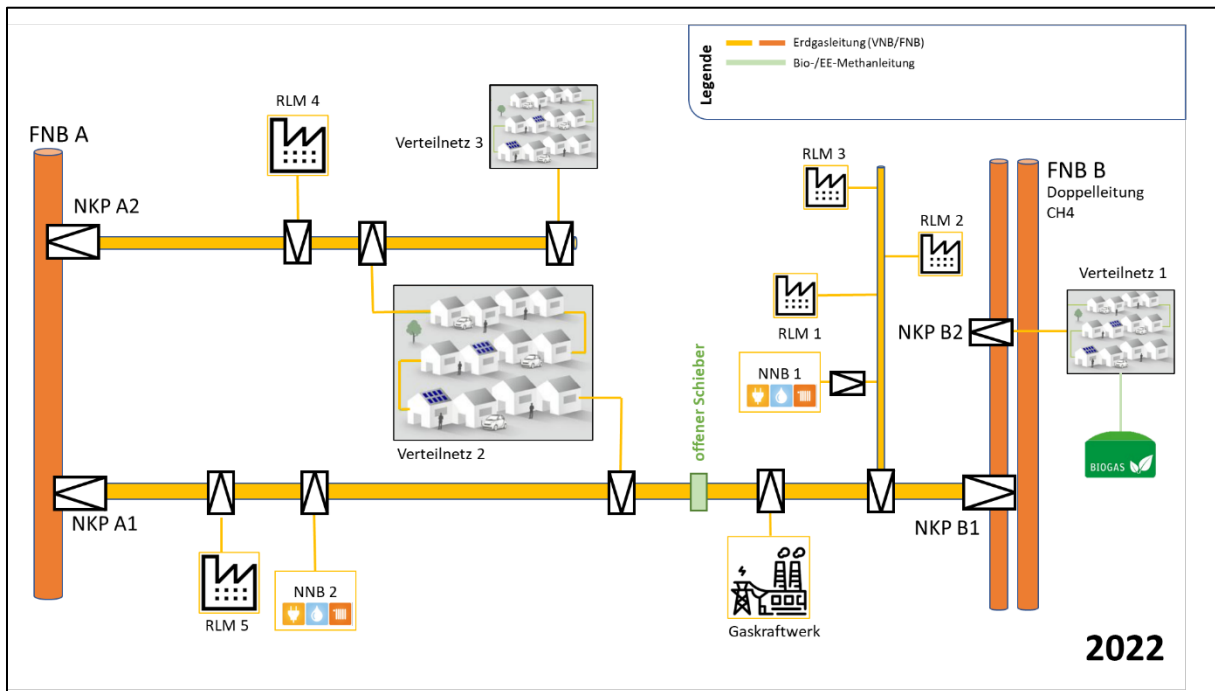 Legende
Erdgasleitung (VNB/FNB)
Bio-/EE-Methanleitung
FNB A
NKP A2
RLM 4
Verteilnetz 3
RLM 3
RLM 2
RLM 1
NNB 1
FNB B
Doppelleitung
CH4
Verteilnetz 1
NKP B2
BIOGAS
Verteilnetz 2
offener Schieber
NKP A1
NKP B1
RLM 5
NNB 2
Gaskraftwerk
2022